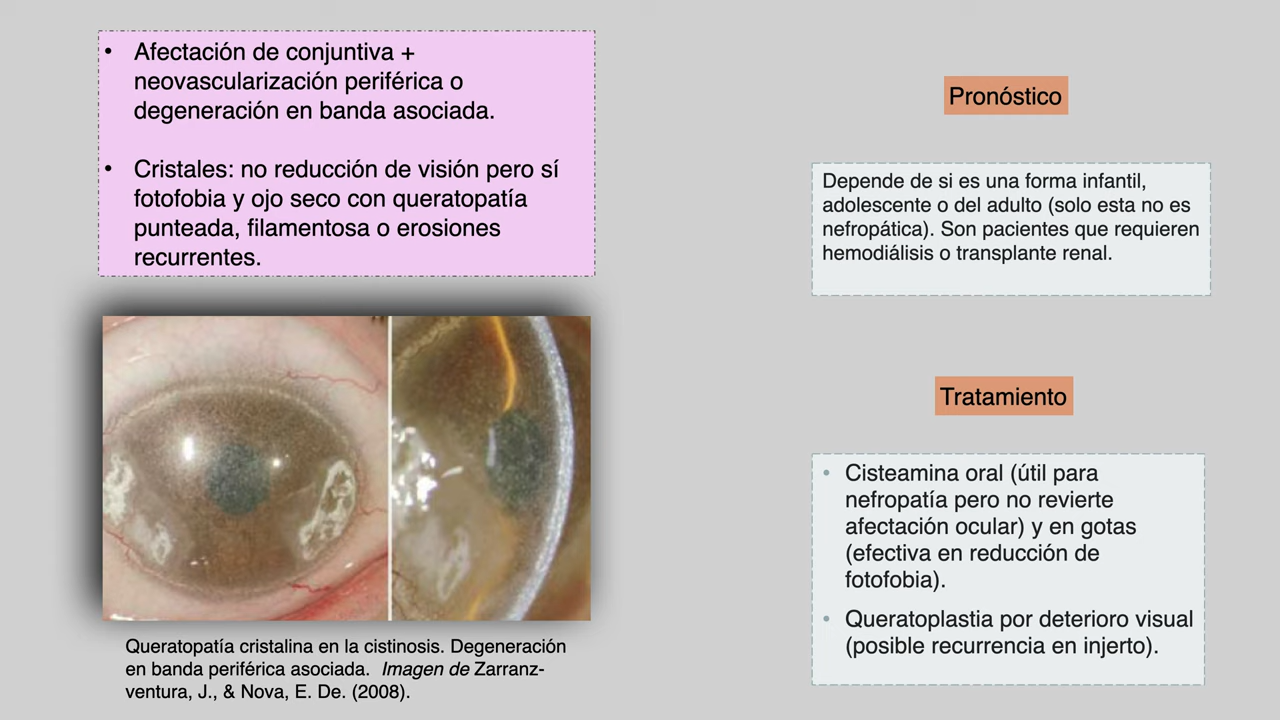 • Afectación de conjuntiva +
neovascularización periférica o
degeneración en banda asociada.
• Cristales: no reducción de visión pero sí
fotofobia y ojo seco con queratopatía
punteada, filamentosa o erosiones
recurrentes.
Queratopatía cristalina en la cistinosis. Degeneración
en banda periférica asociada. Imagen de Zarranz-
ventura, J., & Nova, E. De. (2008).
Pronóstico
Depende de si es una forma infantil,
adolescente o del adulto (solo esta no es
nefropática). Son pacientes que requieren
hemodiálisis o transplante renal.
Tratamiento
• Cisteamina oral (útil para
nefropatía pero no revierte
afectación ocular) y en gotas
(efectiva en reducción de
fotofobia).
• Queratoplastia por deterioro visual
(posible recurrencia en injerto).